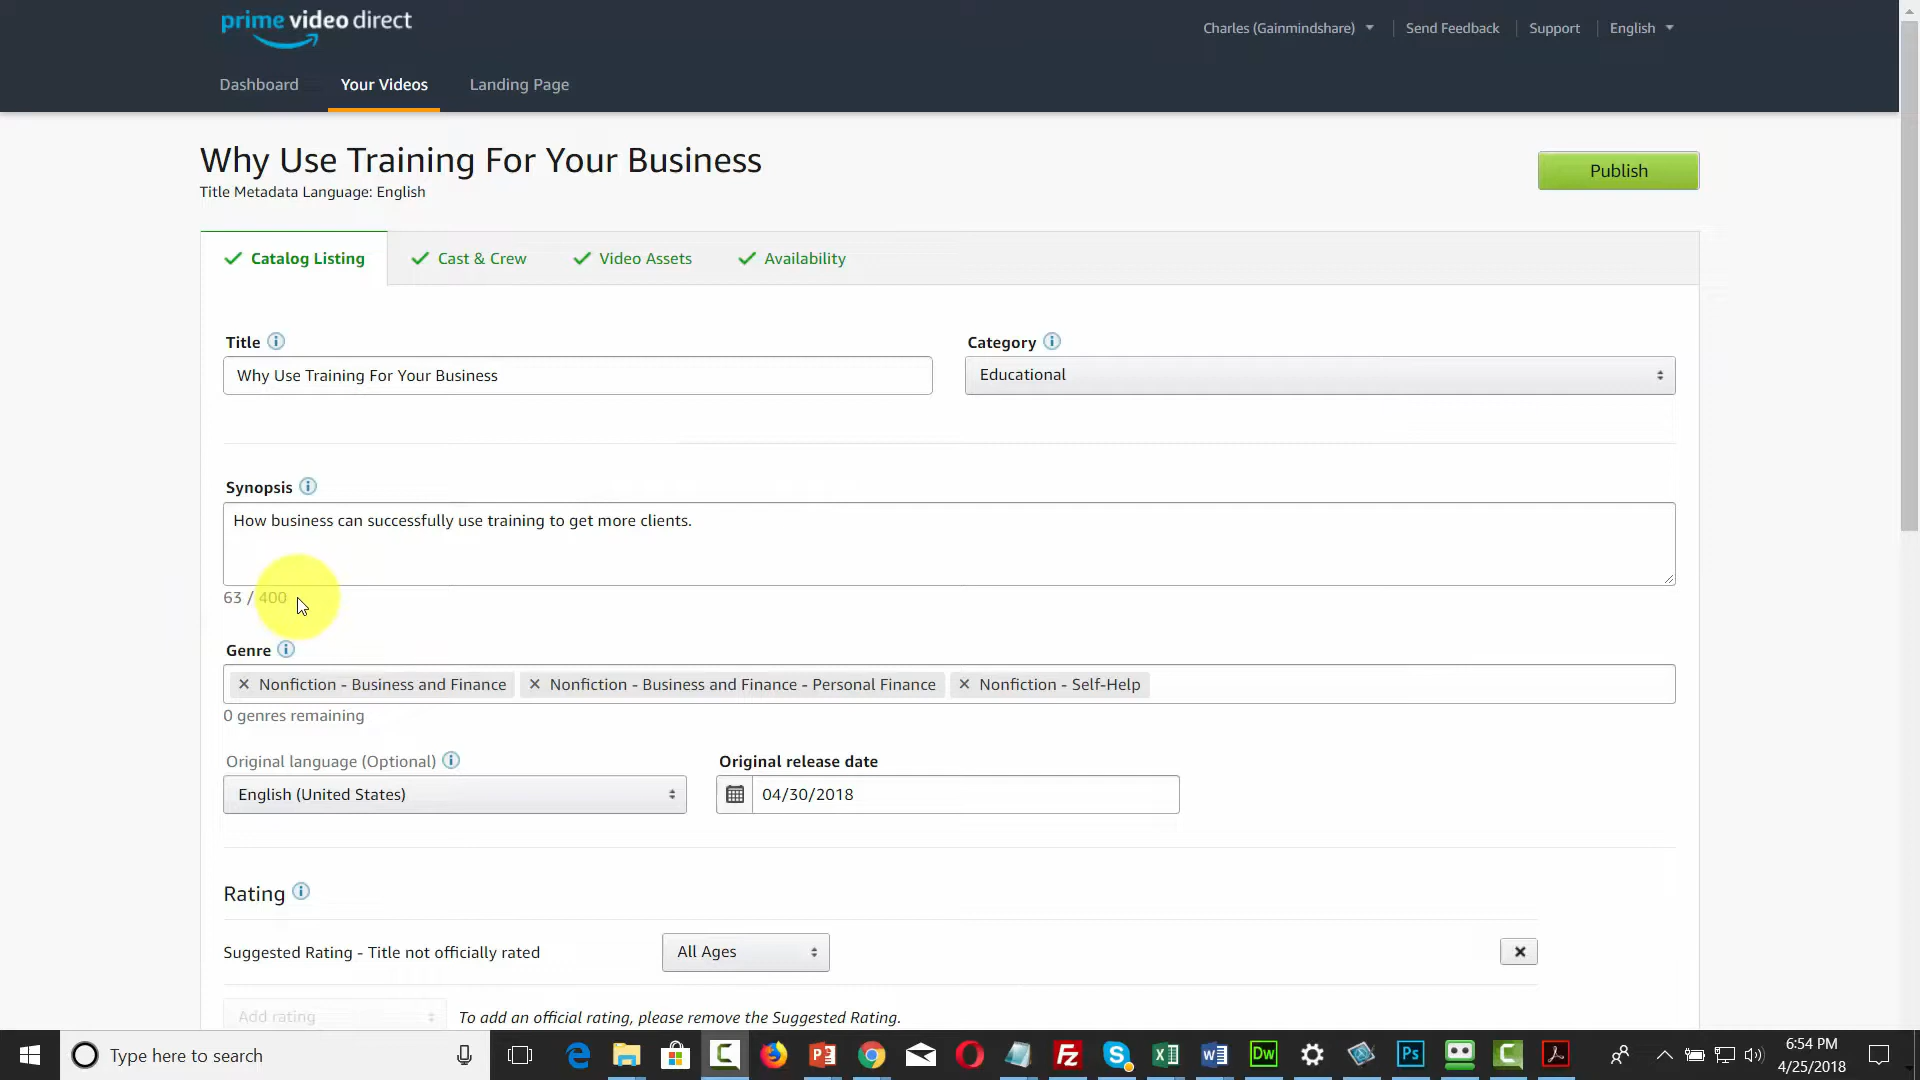 prime video direct
Charles (Gainmindshare)
Send Feedback
Support
English
Dashboard
Your Videos
Landing Page
Why Use Training For Your Business
Publish
Title Metadata Language: English
Catalog Listing
Cast & Crew
Video Assets
Availability
Title
Category
Why Use Training For Your Business
Educational
Synopsis
How business can successfully use training to get more clients.
63 / 400
Genre
× Nonfiction - Business and Finance
× Nonfiction - Business and Finance - Personal Finance
× Nonfiction - Self-Help
0 genres remaining
Original language (Optional)
Original release date
English (United States)
04/30/2018
Rating
Suggested Rating - Title not officially rated
All Ages
Add rating
To add an official rating, please remove the Suggested Rating.
Type here to search
Dw
Ps
6:54 PM
4/25/2018